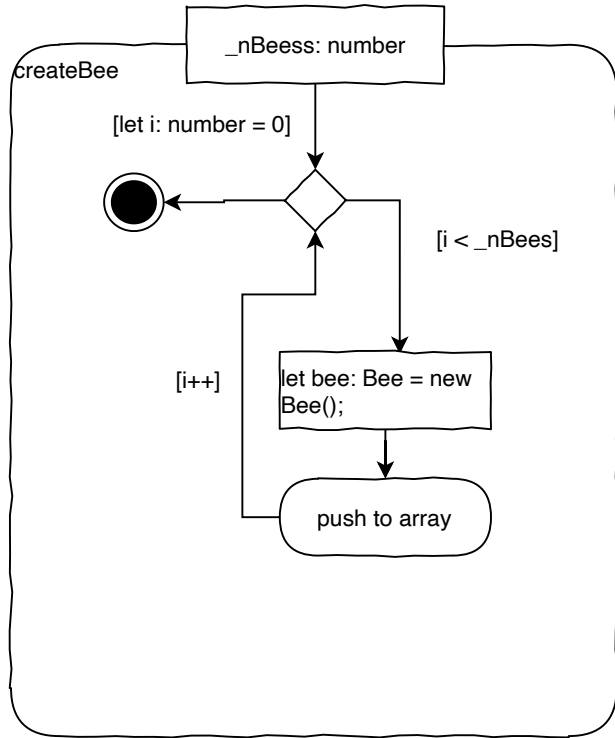 _nBeess: number
createBee
[let i: number = 0]
[i < _nBees]
[i++]
let bee: Bee = new
Bee();
push to array